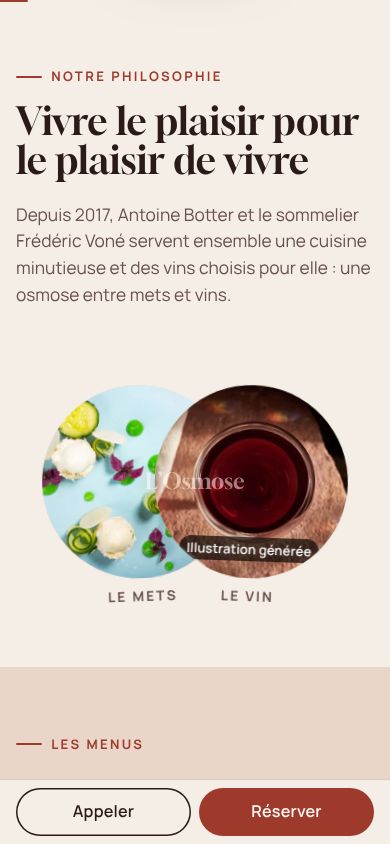 NOTRE PHILOSOPHIE
Vivre le plaisir pour
le plaisir de vivre
Depuis 2017, Antoine Botter et le sommelier
Frédéric Voné servent ensemble une cuisine
minutieuse et des vins choisis pour elle : une
osmose entre mets et vins.
L'Osmose
Illustration générée
LE METS
LE VIN
LES MENUS
Appeler
Réserver